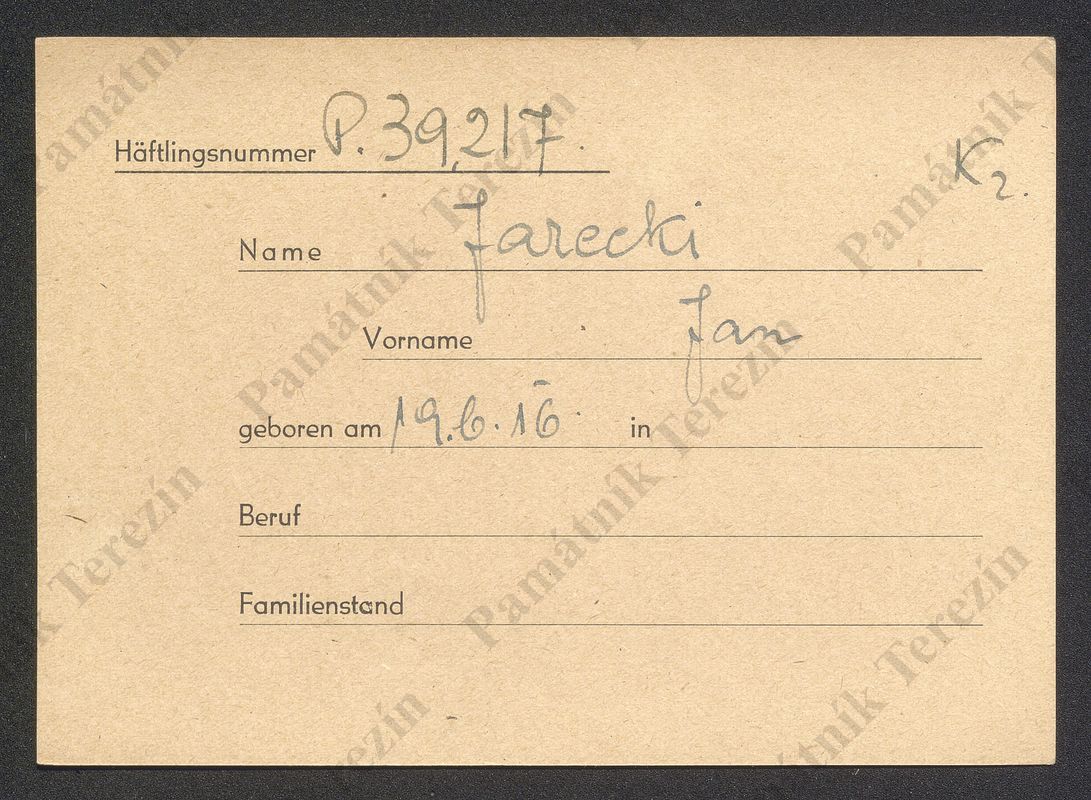 Häftlingsnummer P. 39,217.
K2.
Name Jarecki
Vorname Jan
geboren am 19.6.16 in
Beruf
Familienstand
Památník Terezín